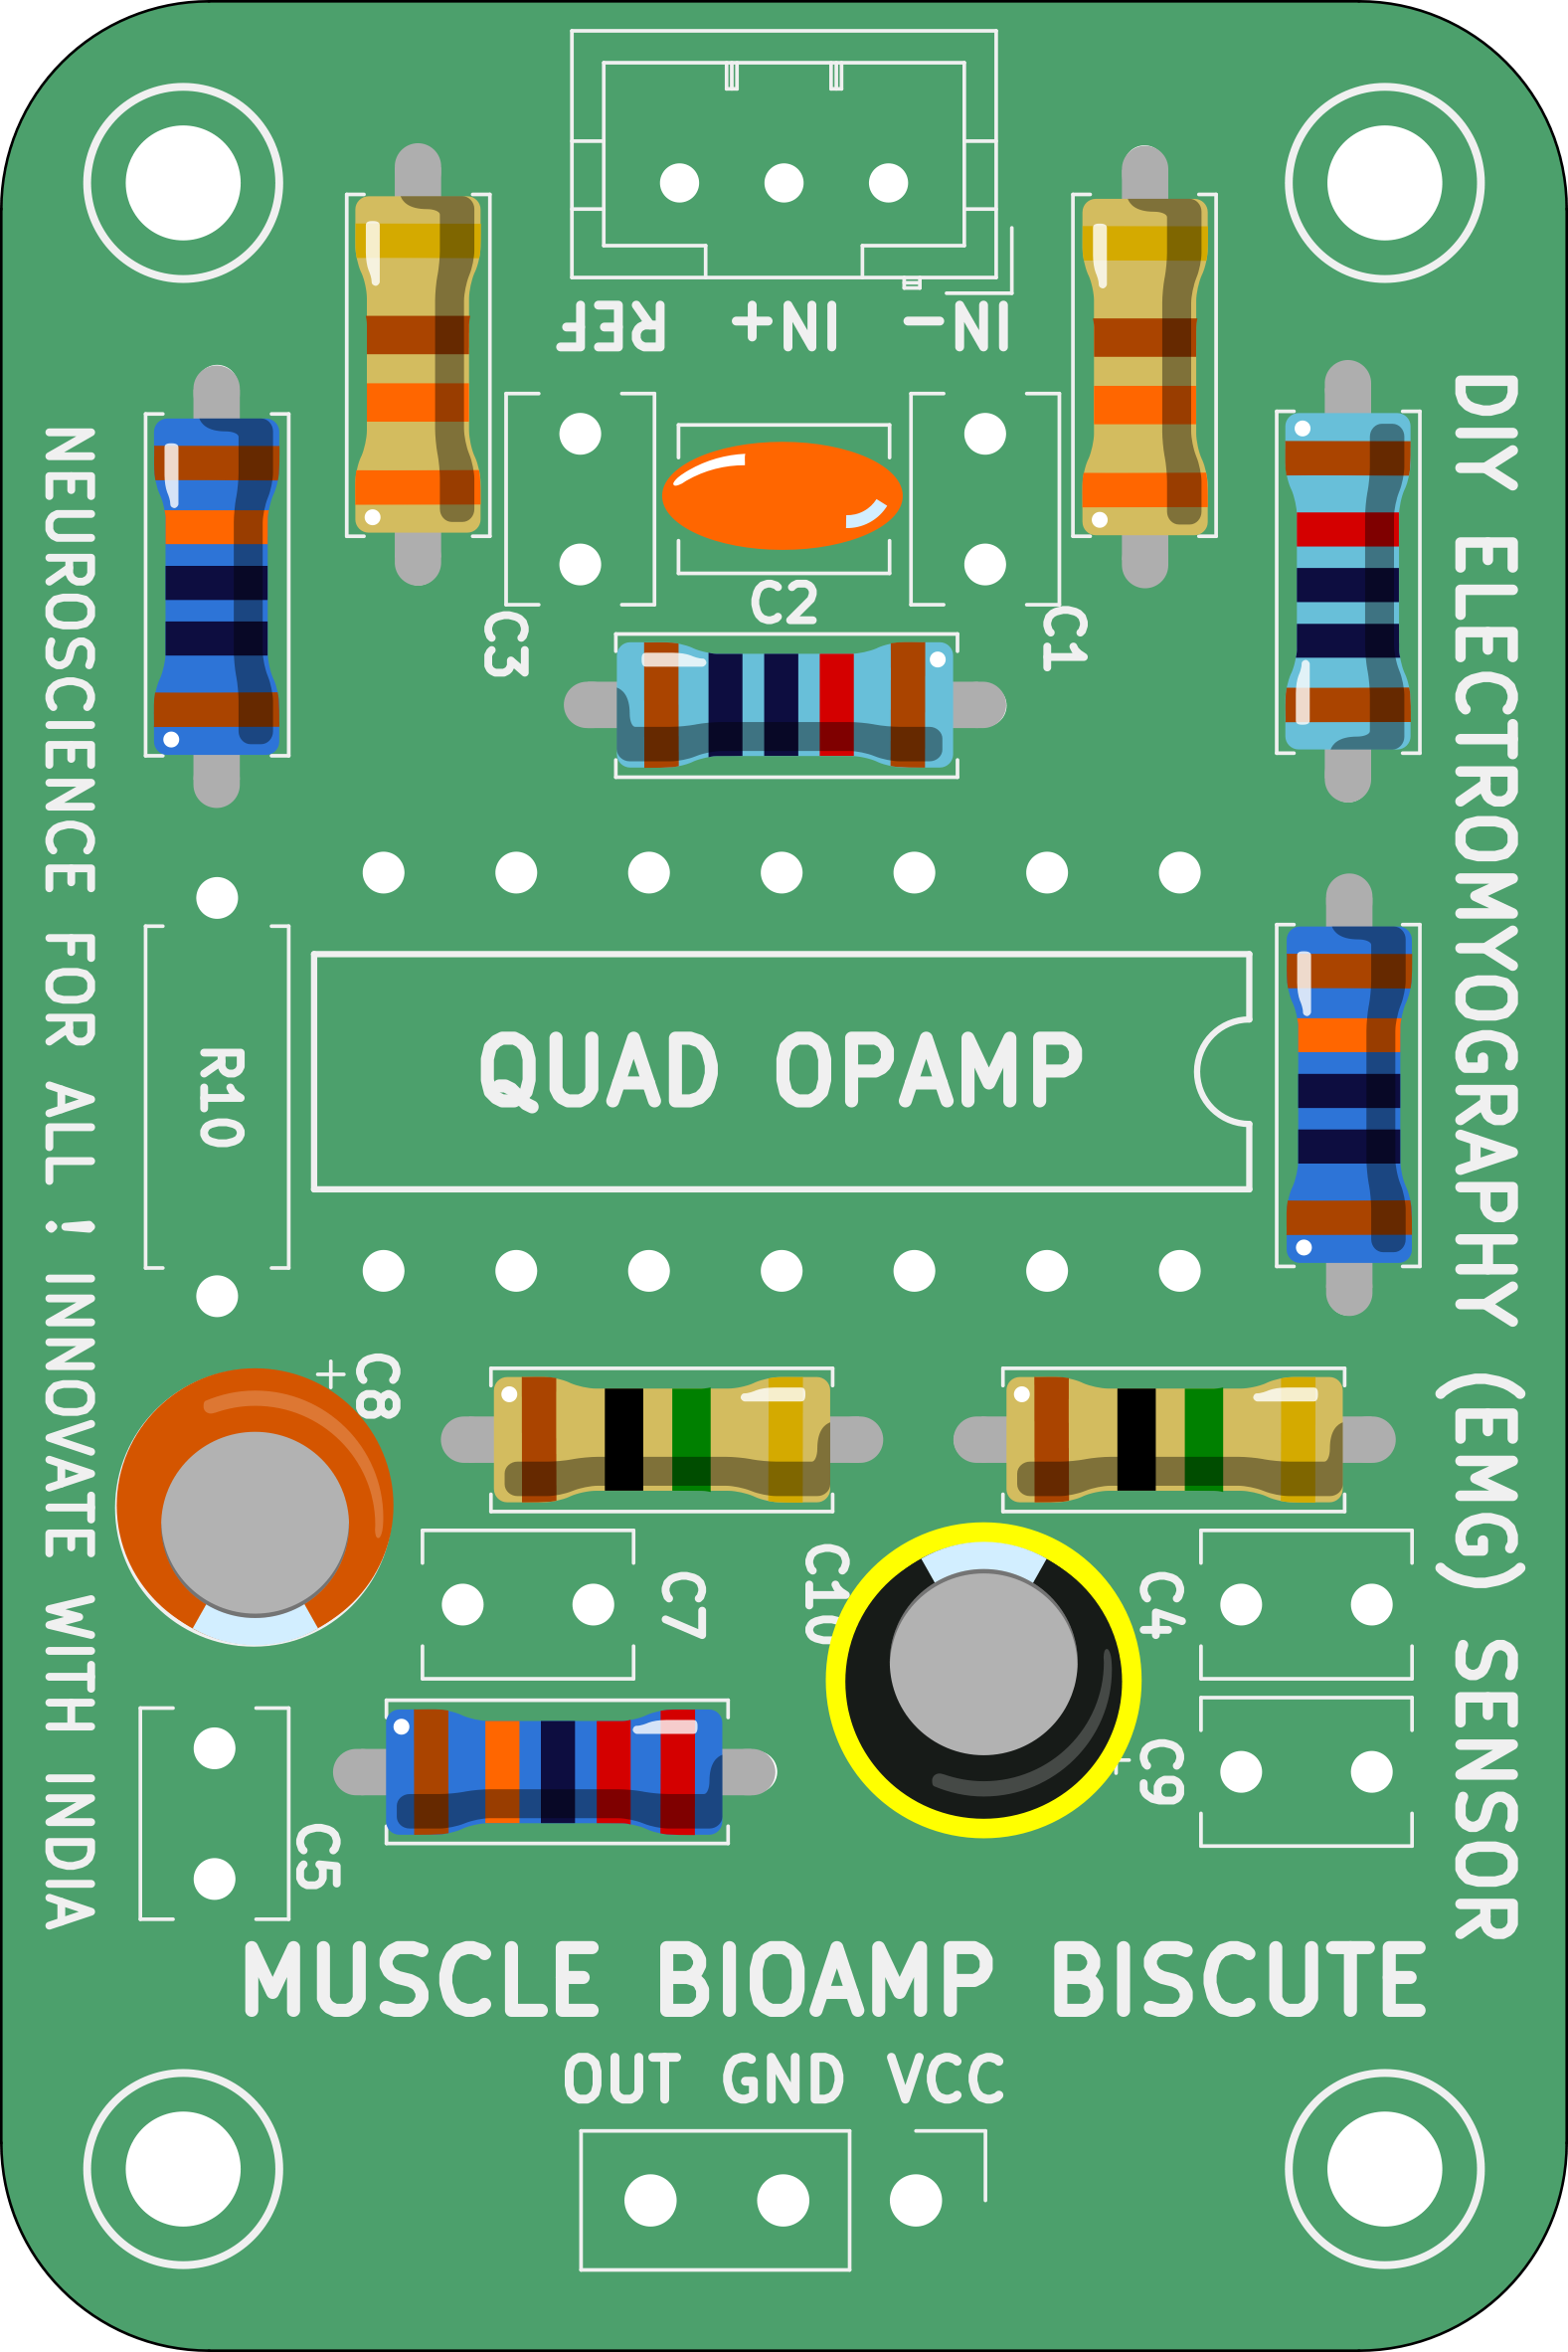 REF IN+ IN-
C3
C2
C1
DIY ELECTROMYOGRAPHY (EMG) SENSOR
NEUROSCIENCE FOR ALL ! INNOVATE WITH INDIA
QUAD OPAMP
R10
C8
C7
C10
C4
C9
C5
MUSCLE BIOAMP BISCUTE
OUT GND VCC